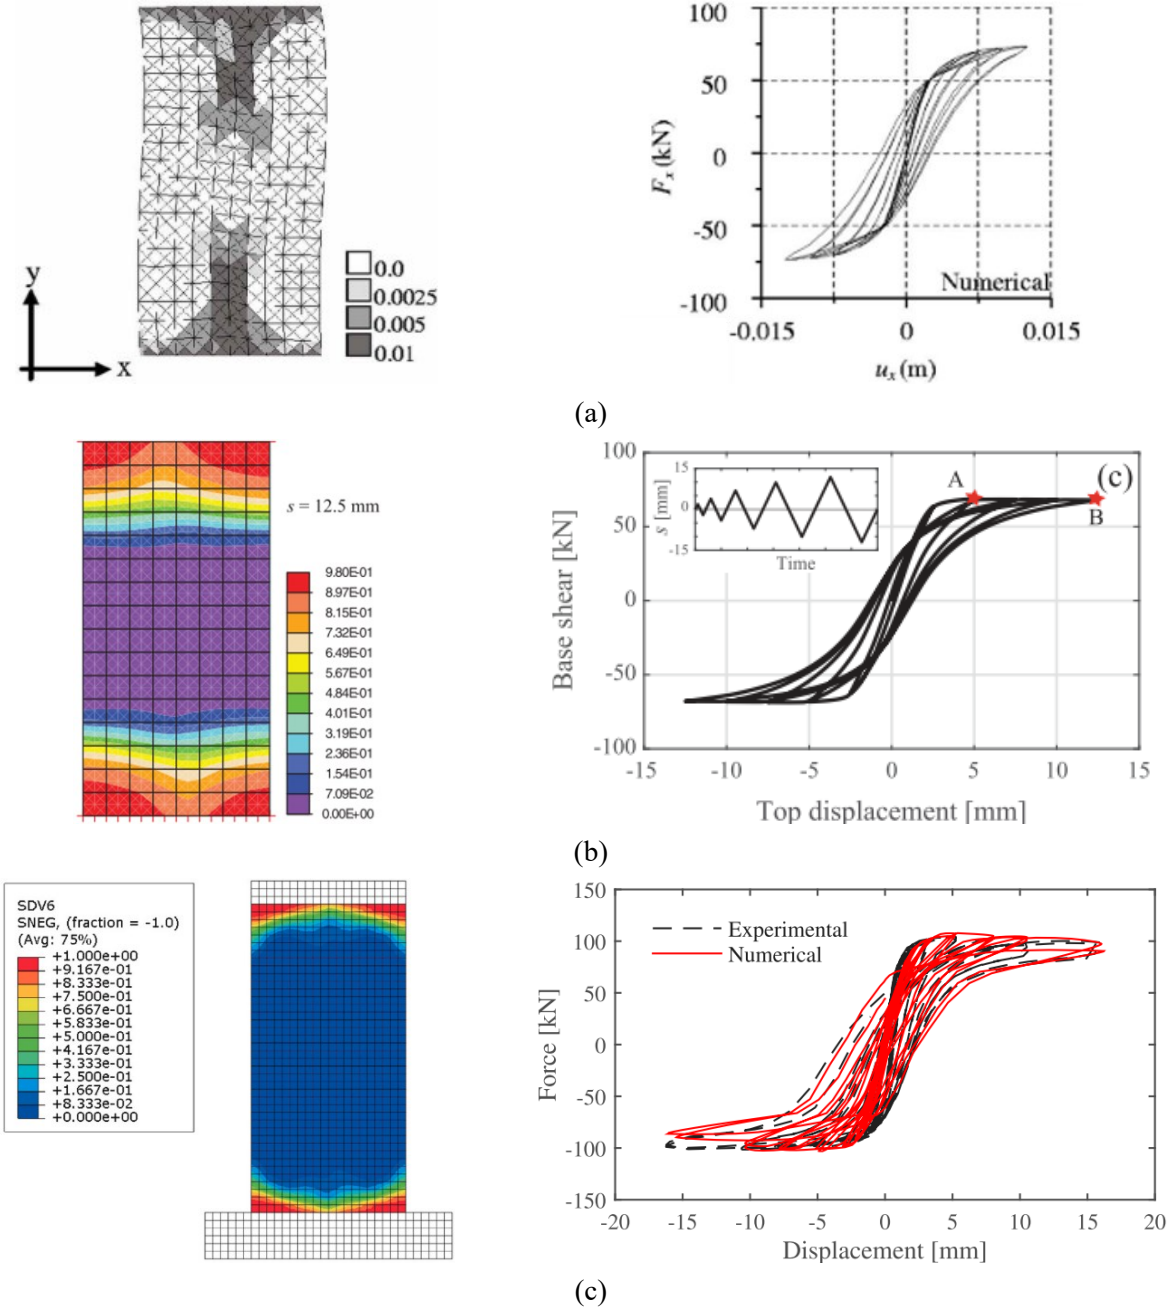 y
x
0.0
0.0025
0.005
0.01
100
50
0
-50
-100
Fx (kN)
Numerical
-0.015
0
0.015
ux (m)
(a)
s = 12.5 mm
9.80E-01
8.97E-01
8.15E-01
7.32E-01
6.49E-01
5.67E-01
4.84E-01
4.01E-01
3.19E-01
2.36E-01
1.54E-01
7.09E-02
0.00E+00
100
50
0
-50
-100
Base shear [kN]
15
0
-15
s [mm]
Time
A
B
(c)
-15
-10
-5
0
5
10
15
Top displacement [mm]
(b)
SDV6
SNEG, (fraction = -1.0)
(Avg: 75%)
+1.000e+00
+9.167e-01
+8.333e-01
+7.500e-01
+6.667e-01
+5.833e-01
+5.000e-01
+4.167e-01
+3.333e-01
+2.500e-01
+1.667e-01
+8.333e-02
+0.000e+00
150
100
50
0
-50
-100
-150
Force [kN]
Experimental
Numerical
-20
-15
-10
-5
0
5
10
15
20
Displacement [mm]
(c)